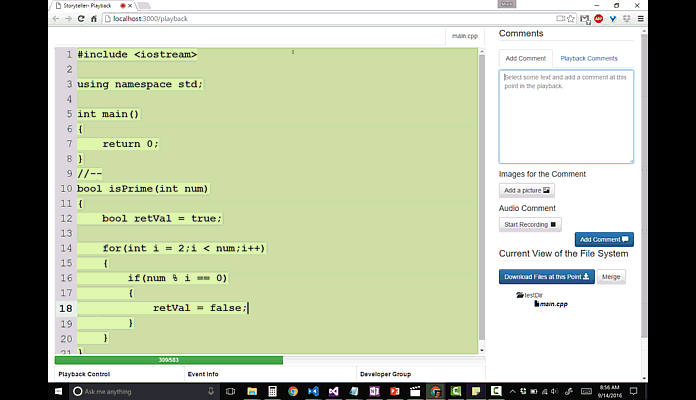 Storyteller- Playback
localhost:3000/playback
main.cpp
1 #include <iostream>
2
3 using namespace std;
4
5 int main()
6 {
7 return 0;
8 }
9 //--
10 bool isPrime(int num)
11 {
12 bool retVal = true;
13
14 for(int i = 2;i < num;i++)
15 {
16 if(num % i == 0)
17 {
18 retVal = false;
19 }
20 }
21 }
309/583
Playback Control
Event Info
Developer Group
Comments
Add Comment
Playback Comments
Select some text and add a comment at this
point in the playback.
Images for the Comment
Add a picture
Audio Comment
Start Recording
Add Comment
Current View of the File System
Download Files at this Point
Merge
testDir
main.cpp
Ask me anything
8:56 AM
9/14/2016